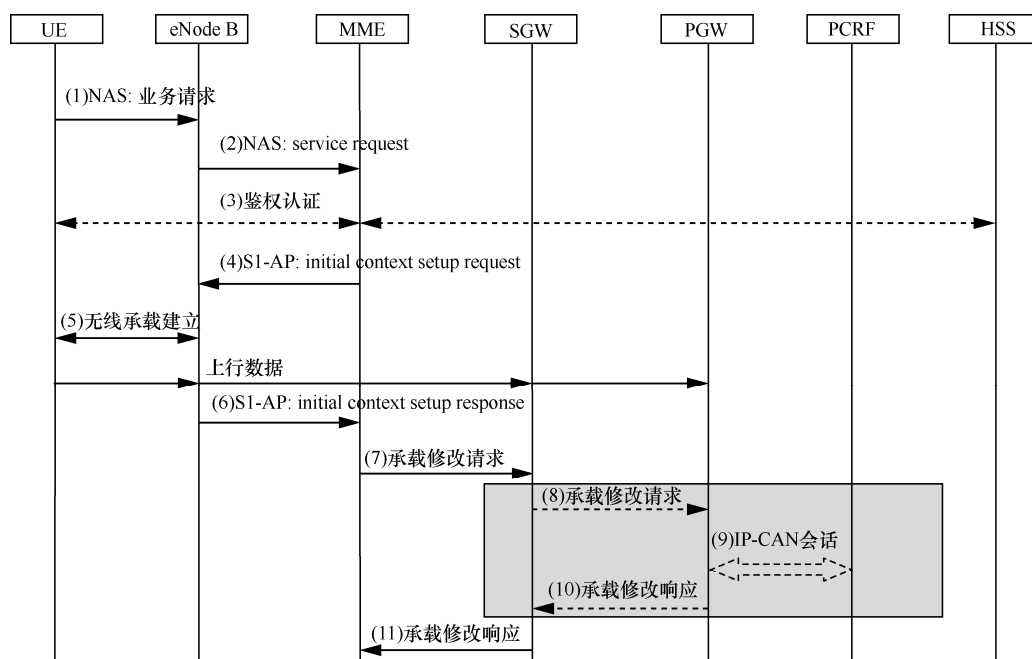 UE eNode B MME SGW PGW PCRF HSS
(1)NAS: 业务请求
(2)NAS: service request
(3)鉴权认证
(4)S1-AP: initial context setup request
(5)无线承载建立
上行数据
(6)S1-AP: initial context setup response
(7)承载修改请求
(8)承载修改请求
(9)IP-CAN会话
(10)承载修改响应
(11)承载修改响应